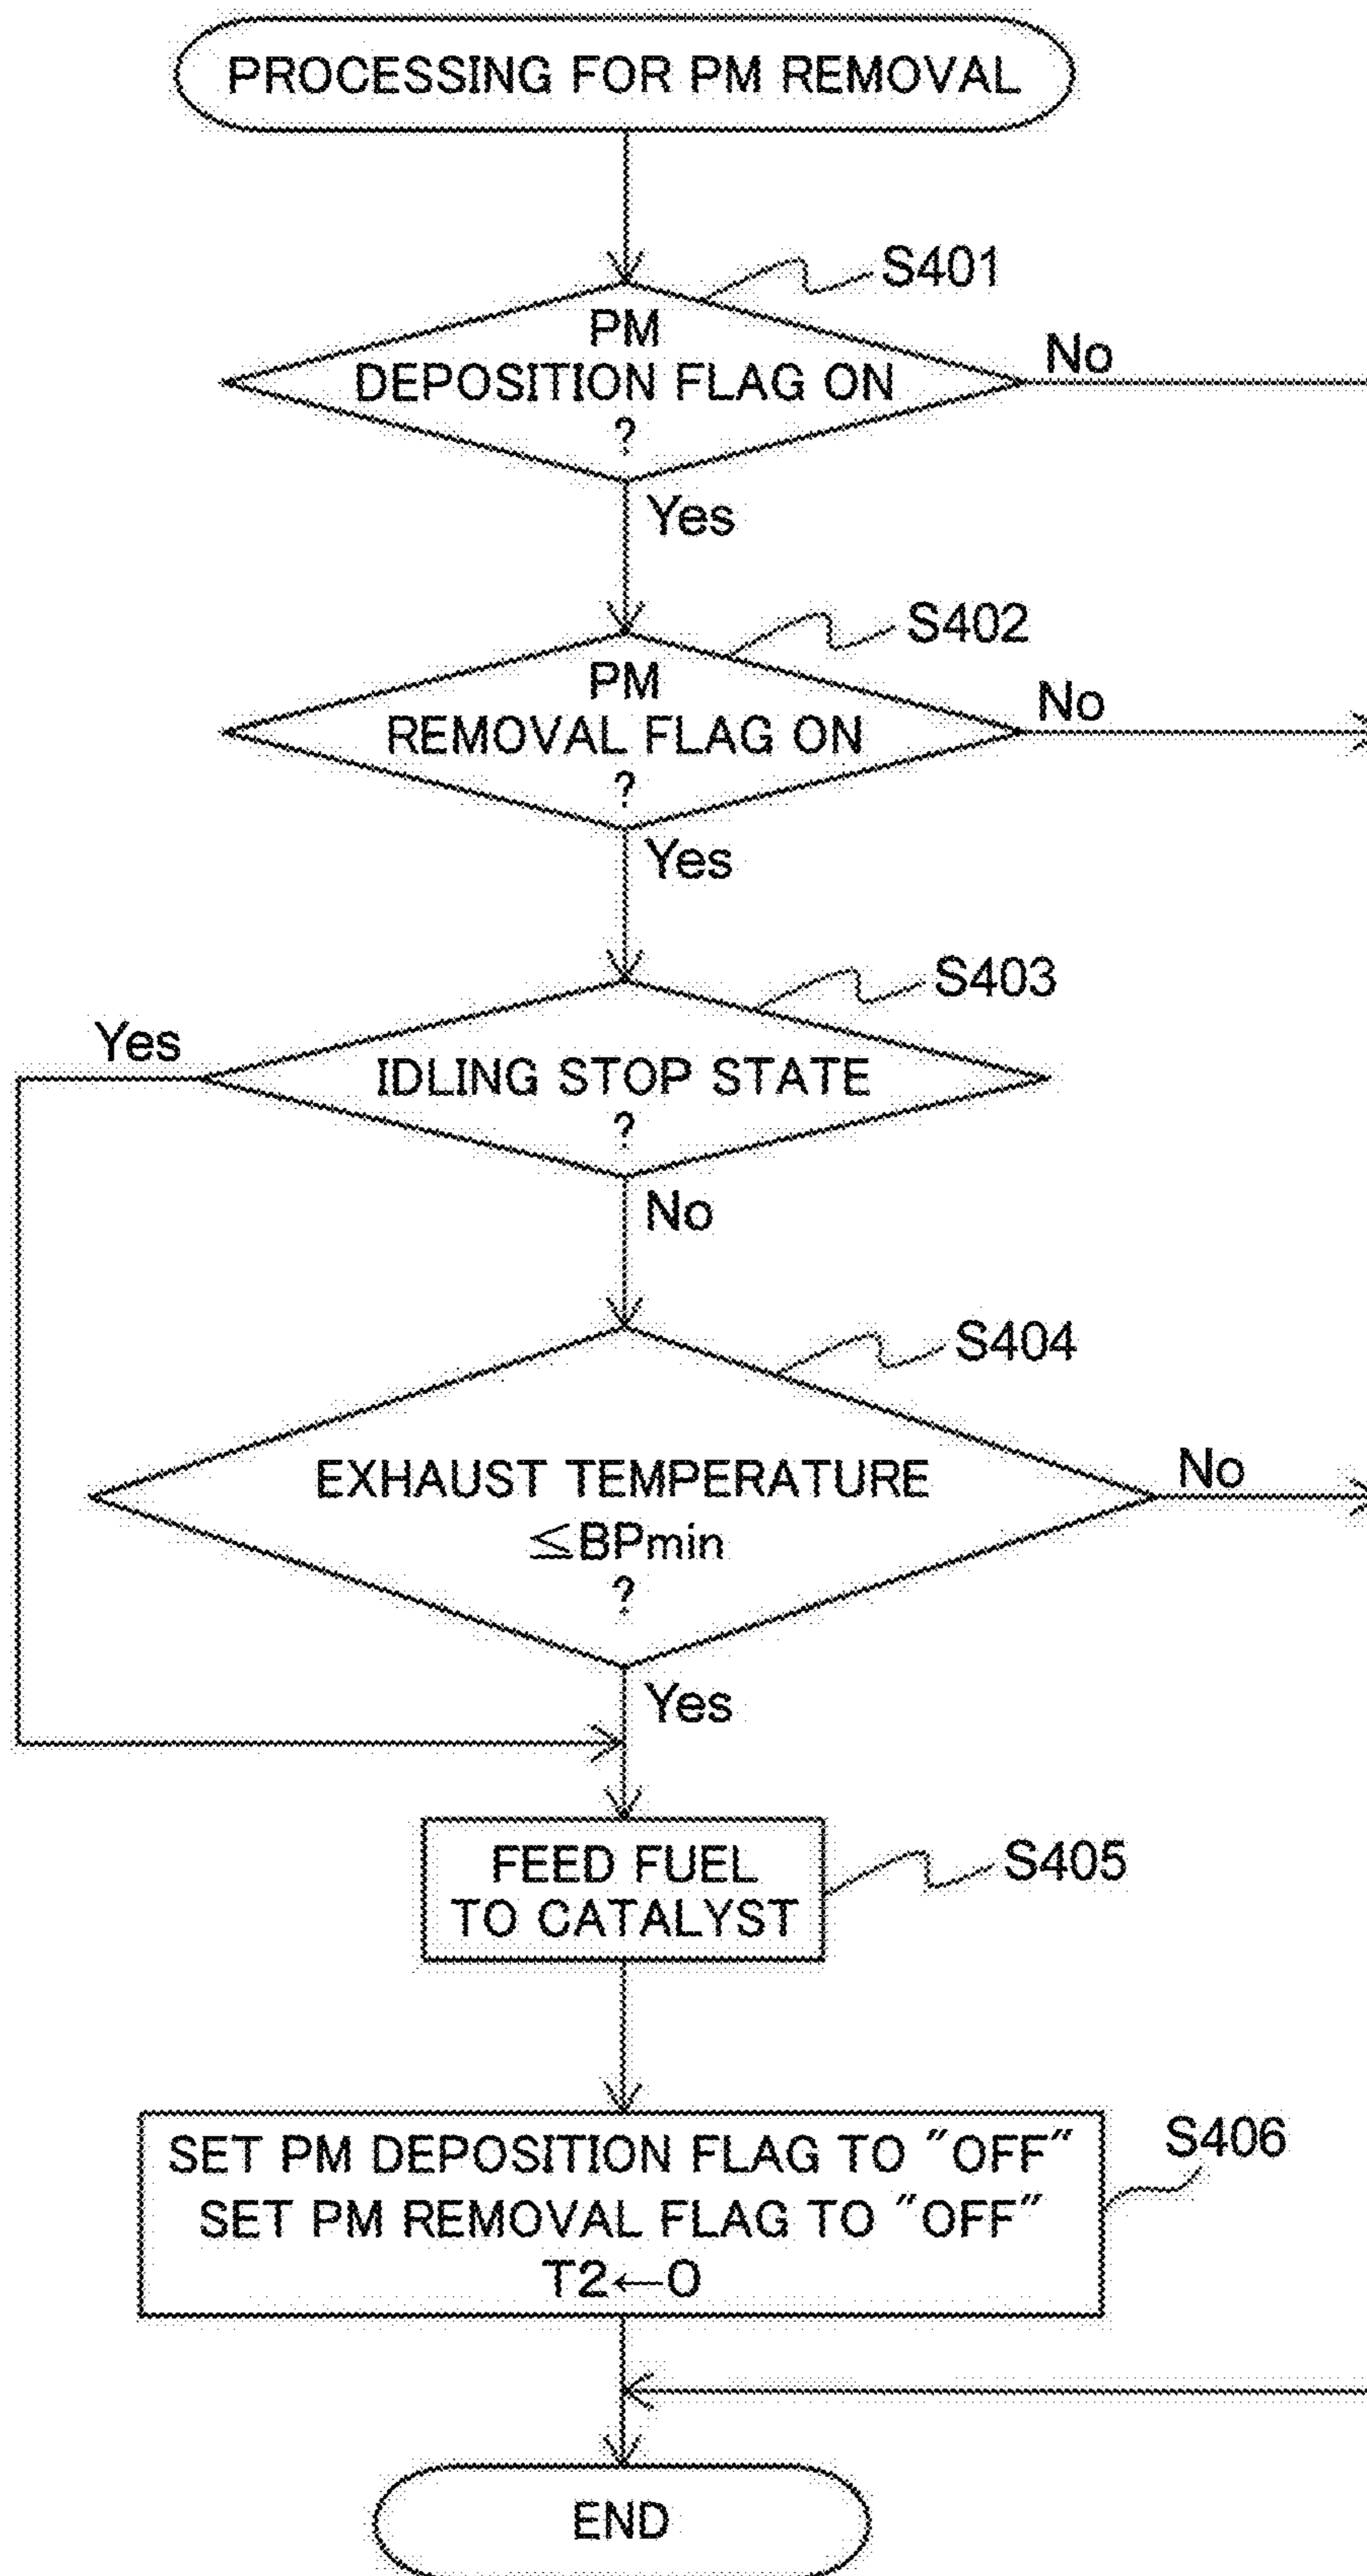 PROCESSING FOR PM REMOVAL
S401
PM
DEPOSITION FLAG ON
?
No
Yes
S402
PM
REMOVAL FLAG ON
?
No
Yes
S403
Yes
IDLING STOP STATE
?
No
S404
EXHAUST TEMPERATURE
≦BPmin
?
No
Yes
FEED FUEL
TO CATALYST
S405
SET PM DEPOSITION FLAG TO "OFF"
SET PM REMOVAL FLAG TO "OFF"
T2←0
S406
END